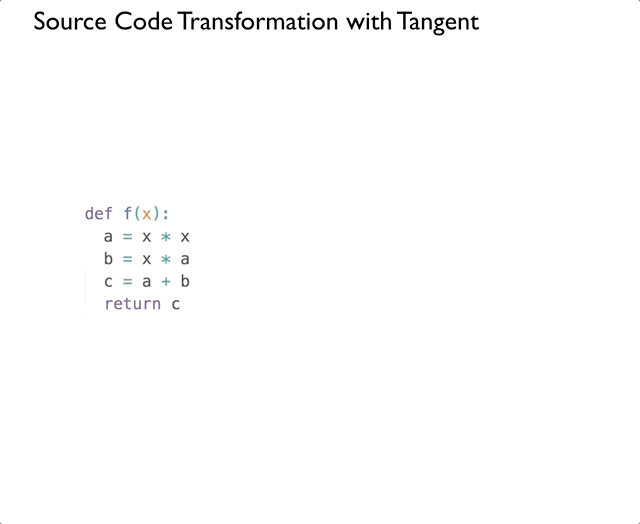 Source Code Transformation with Tangent
def f(x):
  a = x * x
  b = x * a
  c = a + b
  return c